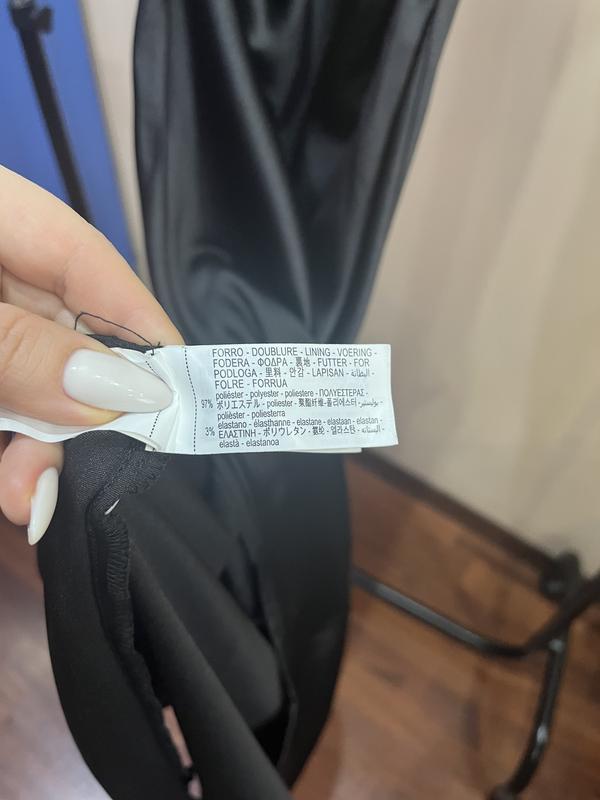 FORRO - DOUBLURE - LINING - VOERING -
FODERA - ΦΟΔΡΑ - 裏地 - FUTTER - FOR
PODLOGA - 里料 - 안감 - LAPISAN - البطانة -
FOLRE - FORRUA
poliéster - polyester - poliestere - ΠΟΛΥΕΣΤΕΡΑΣ -
97% ポリエステル - poliester - 聚酯纤维-폴리에스터 - بوليستير -
polièster - poliesterra
elastano - élasthanne - elastane - elastaan - elastan -
3% ΕΛΑΣΤΙΝΗ - ポリウレタン - 氨纶 - 엘라스탄 -
elastà - elastanoa